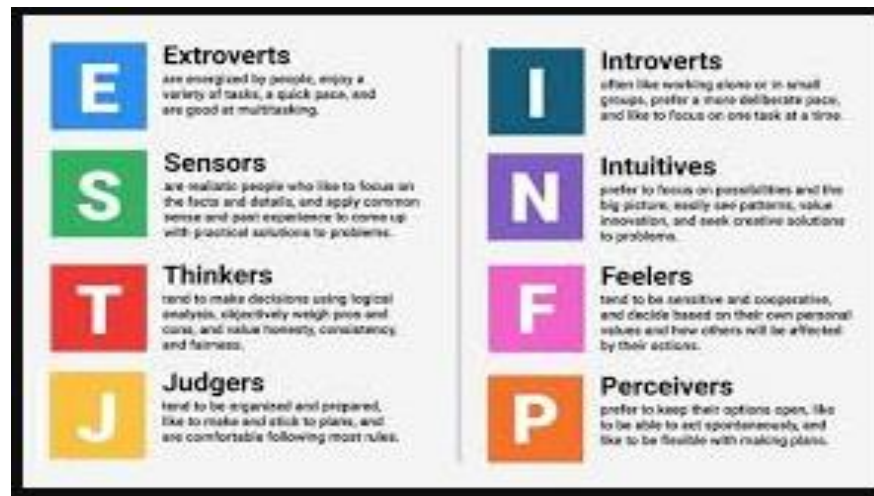 E
Extroverts
are energized by people, enjoy a
variety of tasks, a quick pace, and
are good at multitasking.
S
Sensors
are realistic people who like to focus on
the facts and details, and apply common
sense and past experience to come up
with practical solutions to problems.
T
Thinkers
tend to make decisions using logical
analysis, objectively weigh pros and
cons, and value honesty, consistency,
and fairness.
J
Judgers
tend to be organized and prepared,
like to make and stick to plans, and
are comfortable following most rules.
I
Introverts
often like working alone or in small
groups, prefer a more deliberate pace,
and like to focus on one task at a time.
N
Intuitives
prefer to focus on possibilities and the
big picture, easily see patterns, value
innovation, and seek creative solutions
to problems.
F
Feelers
tend to be sensitive and cooperative,
and decide based on their own personal
values and how others will be affected
by their actions.
P
Perceivers
prefer to keep their options open, like
to be able to act spontaneously, and
like to be flexible with making plans.